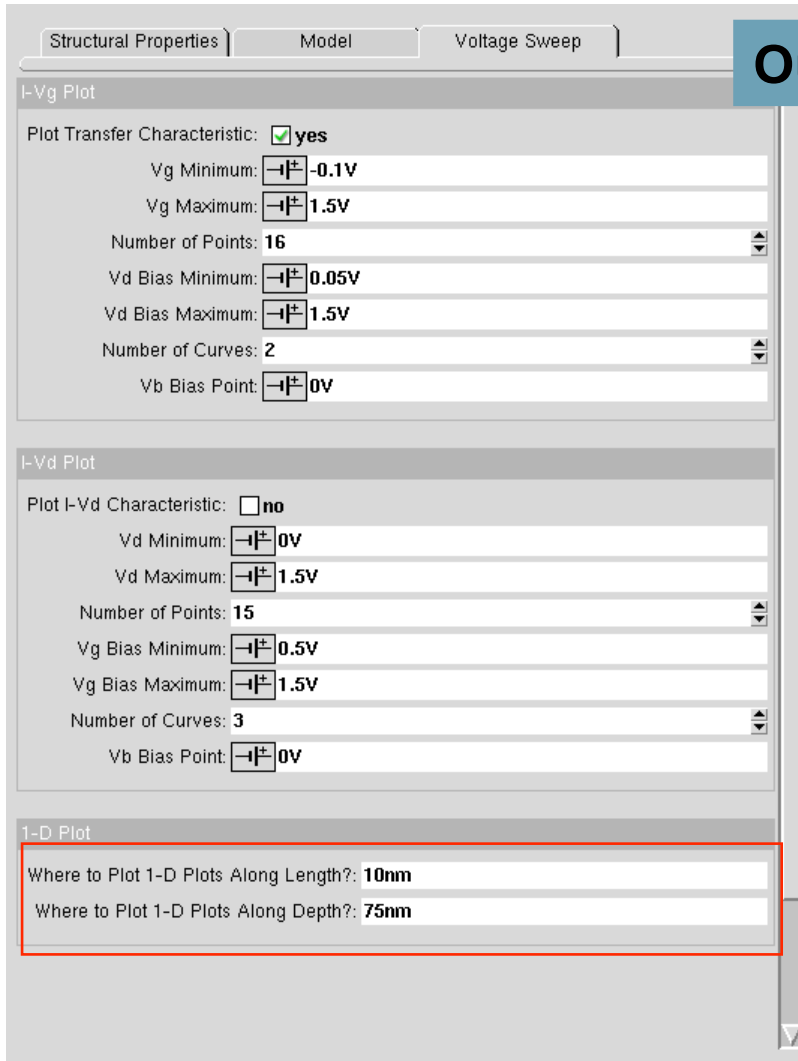 Structural Properties Model Voltage Sweep
O
I-Vg Plot
Plot Transfer Characteristic: yes
Vg Minimum: -0.1V
Vg Maximum: 1.5V
Number of Points: 16
Vd Bias Minimum: 0.05V
Vd Bias Maximum: 1.5V
Number of Curves: 2
Vb Bias Point: 0V
I-Vd Plot
Plot I-Vd Characteristic: no
Vd Minimum: 0V
Vd Maximum: 1.5V
Number of Points: 15
Vg Bias Minimum: 0.5V
Vg Bias Maximum: 1.5V
Number of Curves: 3
Vb Bias Point: 0V
1-D Plot
Where to Plot 1-D Plots Along Length?: 10nm
Where to Plot 1-D Plots Along Depth?: 75nm